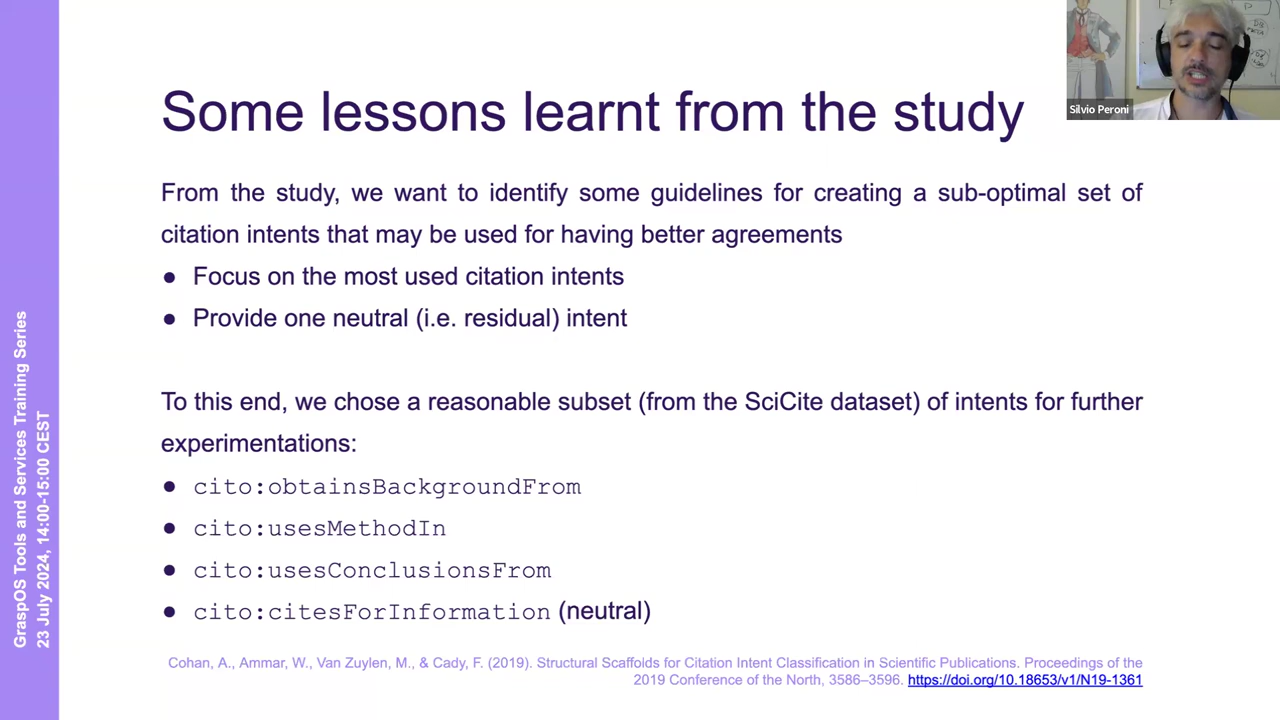 Some lessons learnt from the study
Silvio Peroni
From the study, we want to identify some guidelines for creating a sub-optimal set of
citation intents that may be used for having better agreements
● Focus on the most used citation intents
● Provide one neutral (i.e. residual) intent
To this end, we chose a reasonable subset (from the SciCite dataset) of intents for further
experimentations:
● cito:obtainsBackgroundFrom
● cito:usesMethodIn
● cito:usesConclusionsFrom
● cito:citesForInformation (neutral)
Cohan, A., Ammar, W., Van Zuylen, M., & Cady, F. (2019). Structural Scaffolds for Citation Intent Classification in Scientific Publications. Proceedings of the
2019 Conference of the North, 3586–3596. https://doi.org/10.18653/v1/N19-1361
GraspOS Tools and Services Training Series
23 July 2024, 14:00-15:00 CEST